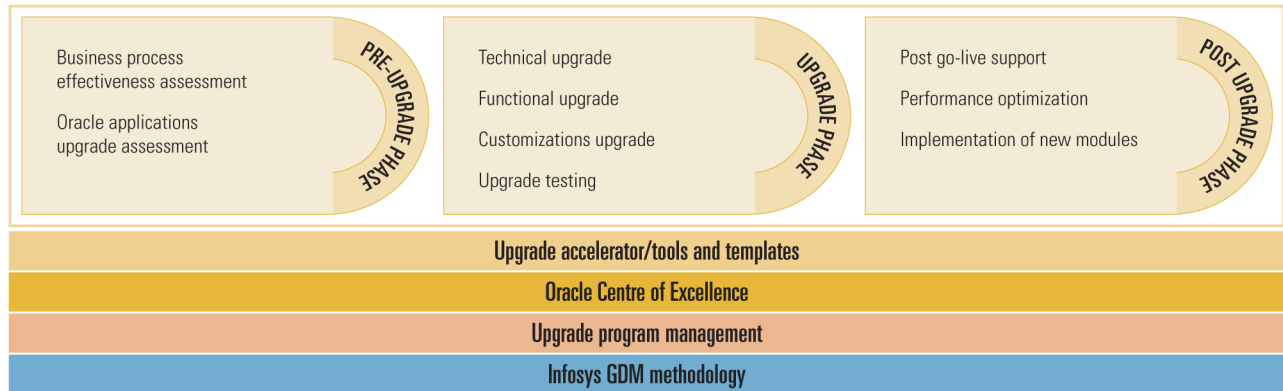 Business process
effectiveness assessment
Oracle applications
upgrade assessment
PRE-UPGRADE PHASE
Technical upgrade
Functional upgrade
Customizations upgrade
Upgrade testing
UPGRADE PHASE
Post go-live support
Performance optimization
Implementation of new modules
POST UPGRADE PHASE
Upgrade accelerator/tools and templates
Oracle Centre of Excellence
Upgrade program management
Infosys GDM methodology